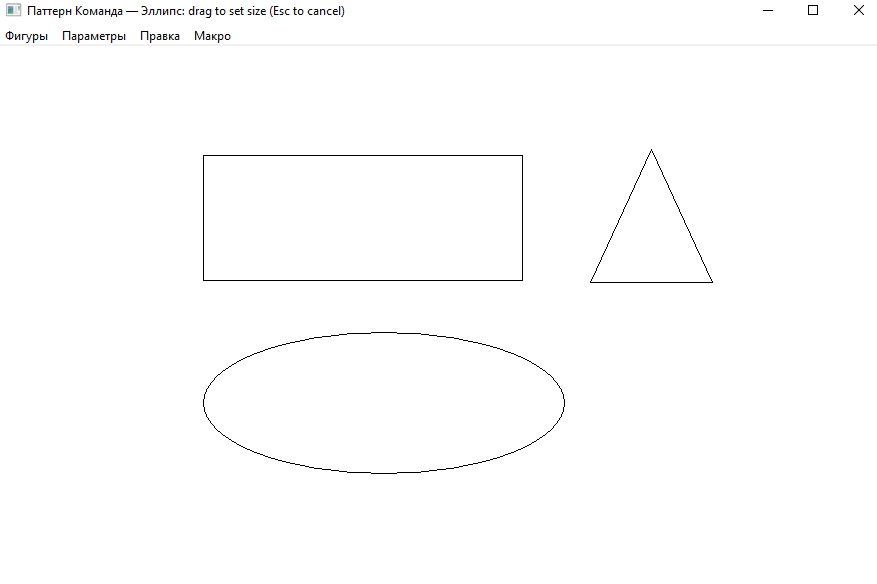 Паттерн Команда — Эллипс: drag to set size (Esc to cancel)
Фигуры Параметры Правка Макро